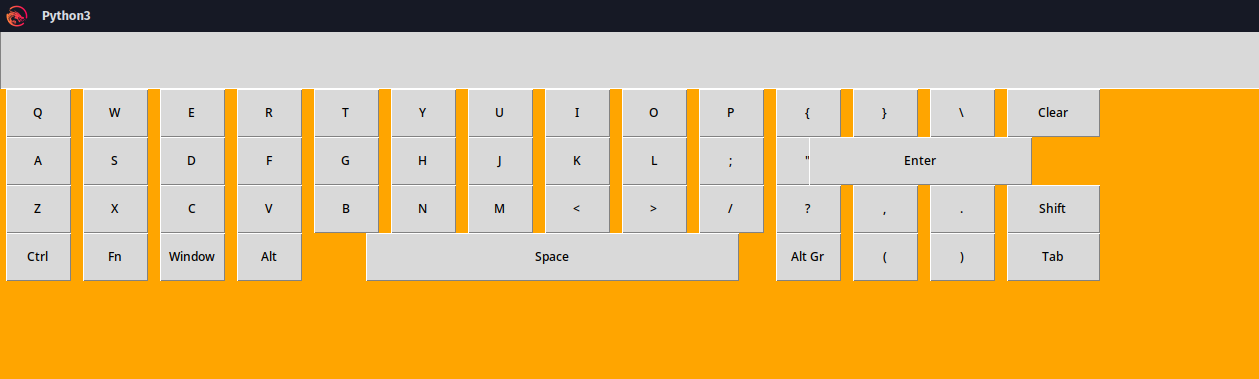 Python3
Q W E R T Y U I O P { } \ Clear
A S D F G H J K L ; " Enter
Z X C V B N M < > / ? , . Shift
Ctrl Fn Window Alt Space Alt Gr ( ) Tab